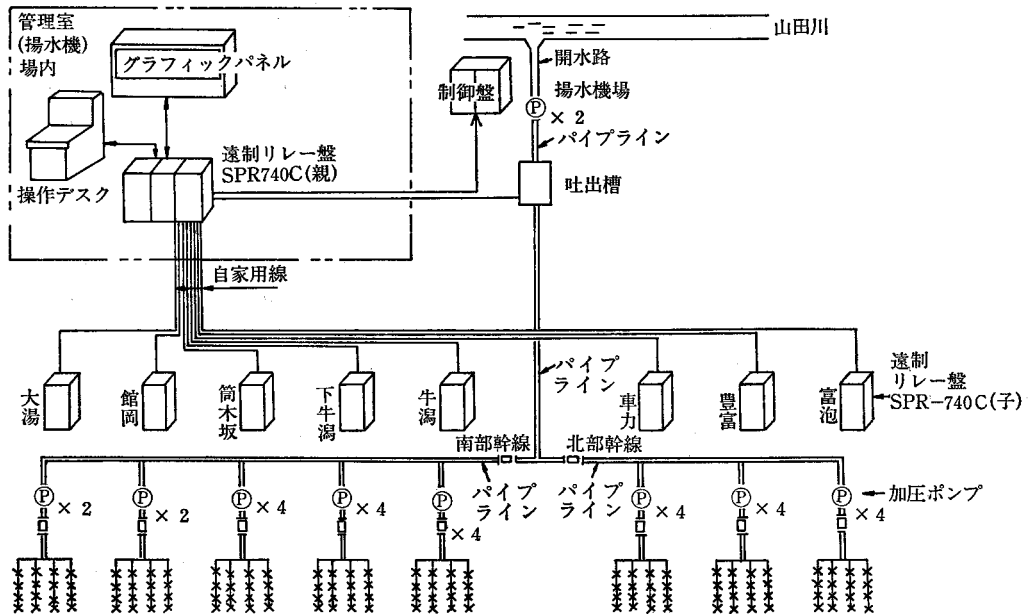 管理室
(揚水機)
場内
グラフィックパネル
操作デスク
遠制リレー盤
SPR740C(親)
自家用線
制御盤
山田川
開水路
揚水機場
Ⓟ × 2
パイプライン
吐出槽
大湯
館岡
筒木坂
下牛潟
牛潟
パイプ
ライン
車力
豊富
富萢
遠制
リレー盤
SPR-740C(子)
南部幹線
北部幹線
パイプ
ライン
パイプ
ライン
Ⓟ × 2
Ⓟ × 2
Ⓟ × 4
Ⓟ × 4
Ⓟ × 4
Ⓟ × 4
Ⓟ × 4
Ⓟ × 4
加圧ポンプ